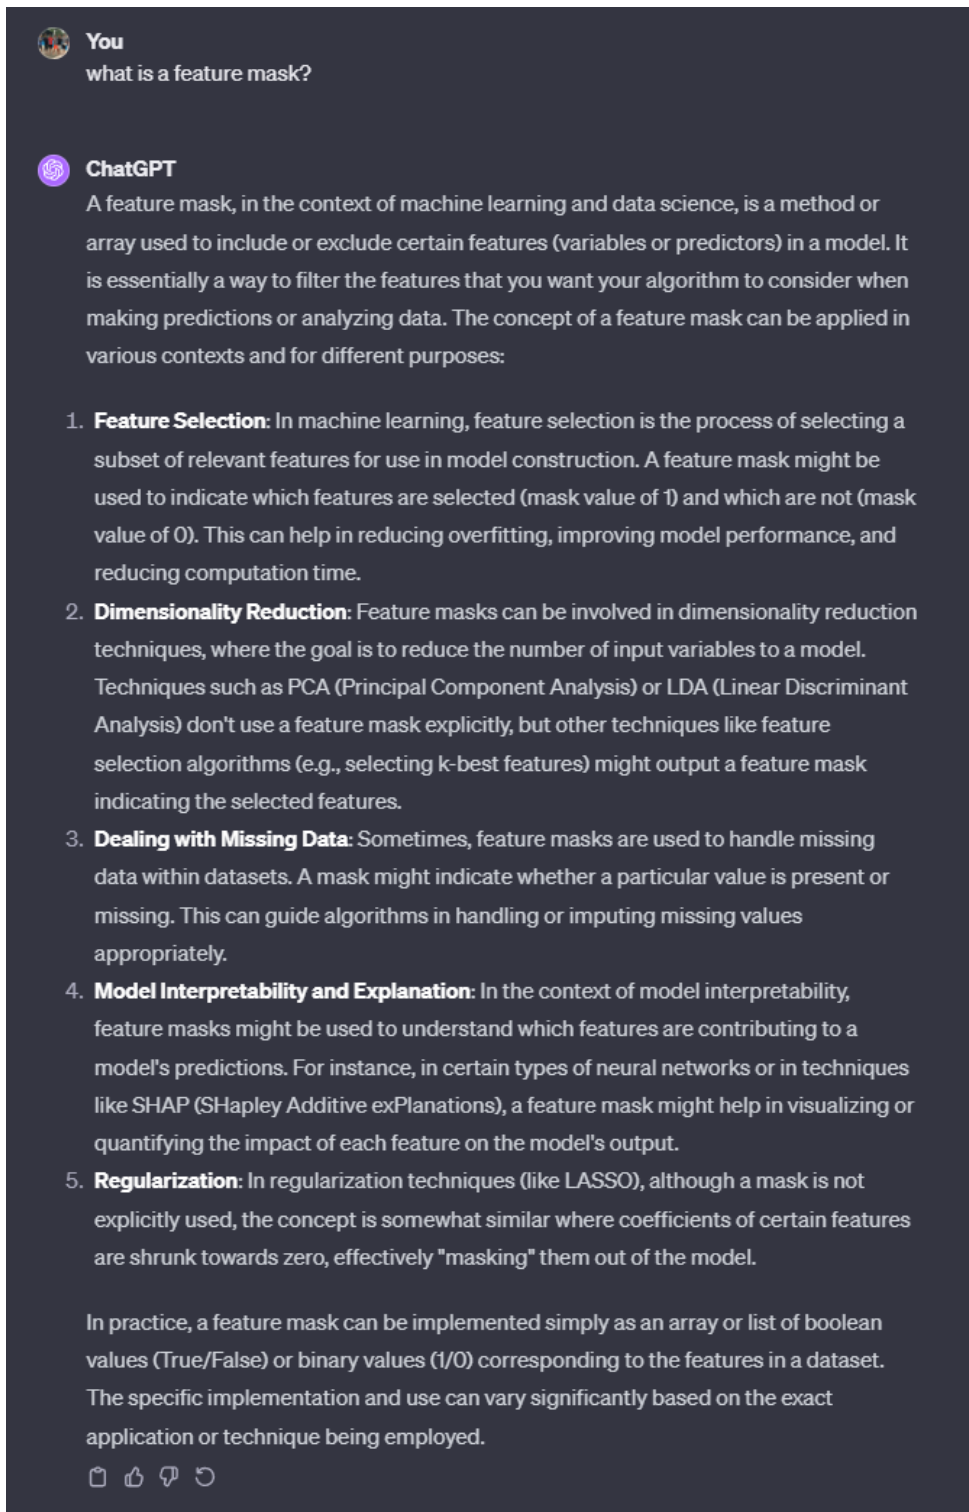 You
what is a feature mask?
ChatGPT
A feature mask, in the context of machine learning and data science, is a method or
array used to include or exclude certain features (variables or predictors) in a model. It
is essentially a way to filter the features that you want your algorithm to consider when
making predictions or analyzing data. The concept of a feature mask can be applied in
various contexts and for different purposes:
1. Feature Selection: In machine learning, feature selection is the process of selecting a
subset of relevant features for use in model construction. A feature mask might be
used to indicate which features are selected (mask value of 1) and which are not (mask
value of 0). This can help in reducing overfitting, improving model performance, and
reducing computation time.
2. Dimensionality Reduction: Feature masks can be involved in dimensionality reduction
techniques, where the goal is to reduce the number of input variables to a model.
Techniques such as PCA (Principal Component Analysis) or LDA (Linear Discriminant
Analysis) don't use a feature mask explicitly, but other techniques like feature
selection algorithms (e.g., selecting k-best features) might output a feature mask
indicating the selected features.
3. Dealing with Missing Data: Sometimes, feature masks are used to handle missing
data within datasets. A mask might indicate whether a particular value is present or
missing. This can guide algorithms in handling or imputing missing values
appropriately.
4. Model Interpretability and Explanation: In the context of model interpretability,
feature masks might be used to understand which features are contributing to a
model's predictions. For instance, in certain types of neural networks or in techniques
like SHAP (SHapley Additive exPlanations), a feature mask might help in visualizing or
quantifying the impact of each feature on the model's output.
5. Regularization: In regularization techniques (like LASSO), although a mask is not
explicitly used, the concept is somewhat similar where coefficients of certain features
are shrunk towards zero, effectively "masking" them out of the model.
In practice, a feature mask can be implemented simply as an array or list of boolean
values (True/False) or binary values (1/0) corresponding to the features in a dataset.
The specific implementation and use can vary significantly based on the exact
application or technique being employed.